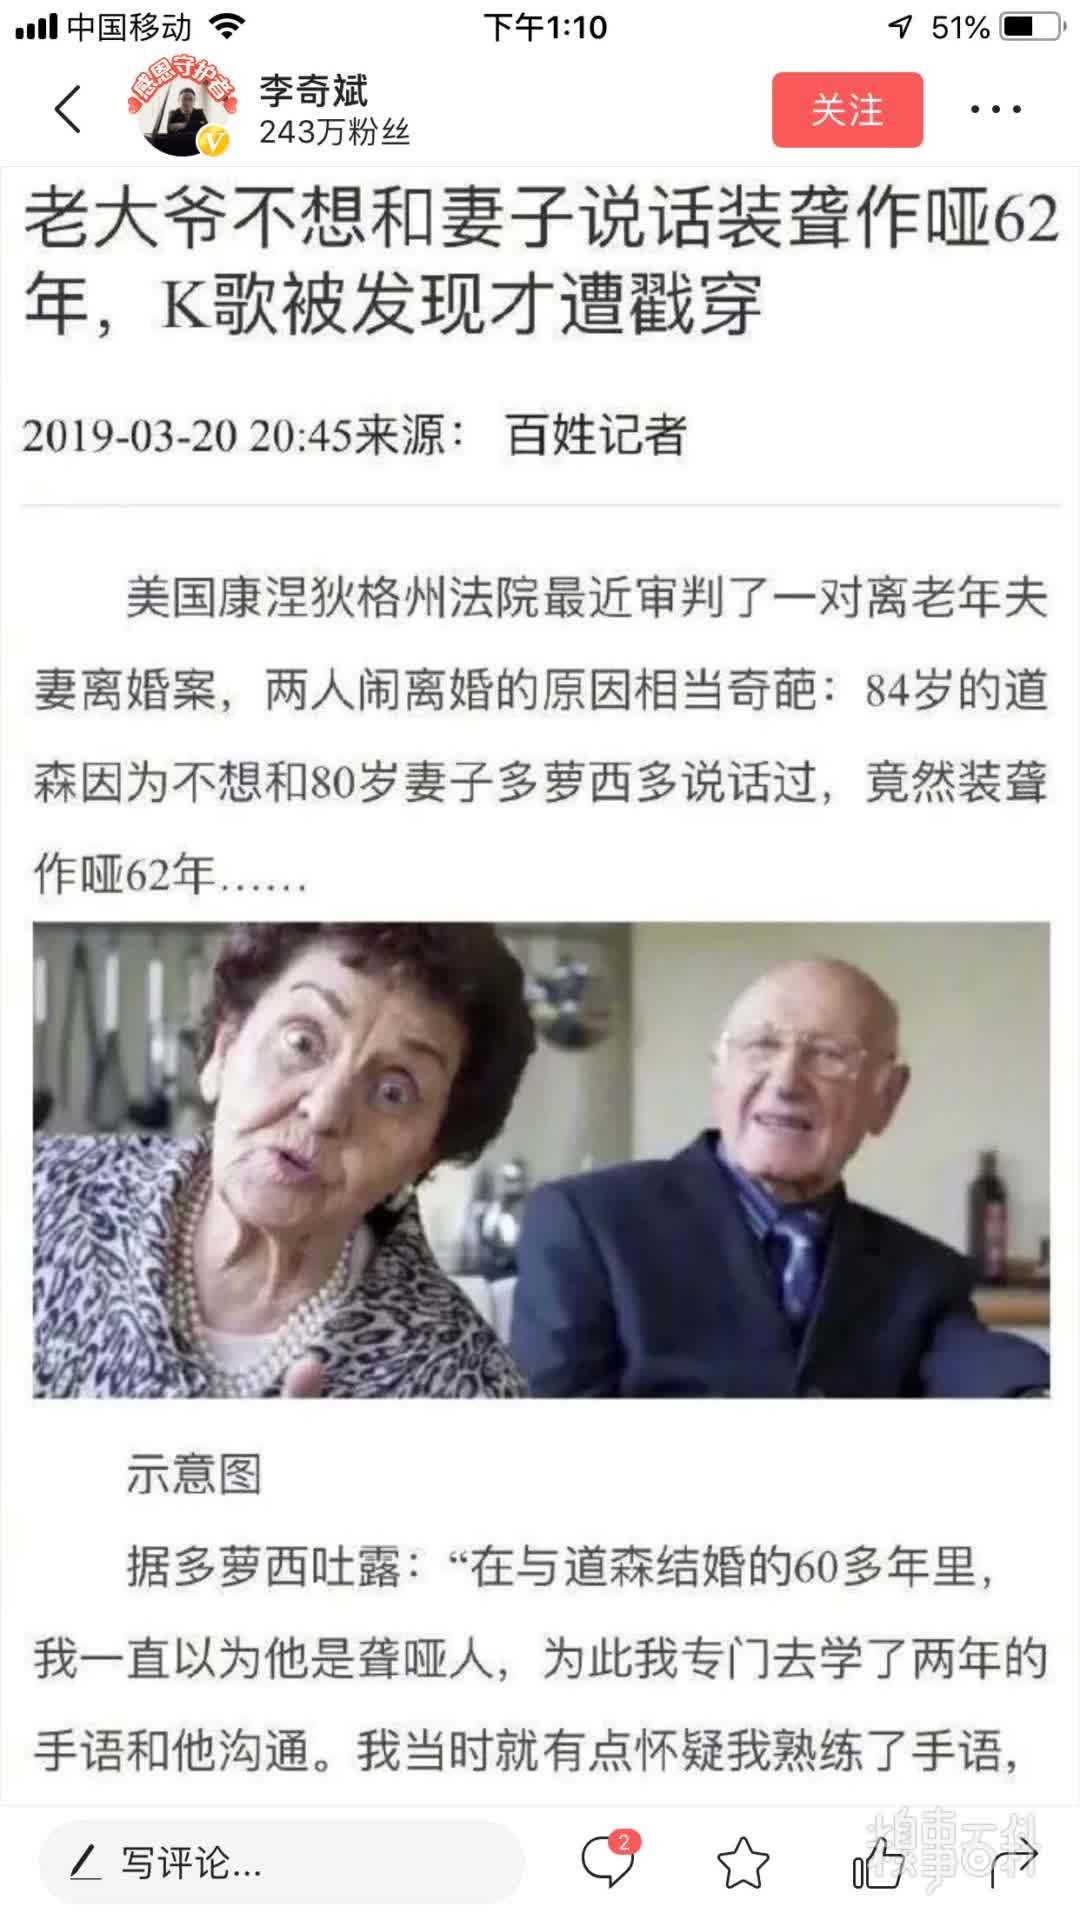 中国移动 下午1:10 51%
感恩守护者
李奇斌
243万粉丝
关注
老大爷不想和妻子说话装聋作哑62
年，K歌被发现才遭戳穿
2019-03-20 20:45来源： 百姓记者
美国康涅狄格州法院最近审判了一对离老年夫
妻离婚案，两人闹离婚的原因相当奇葩：84岁的道
森因为不想和80岁妻子多萝西多说话过，竟然装聋
作哑62年……
示意图
据多萝西吐露：“在与道森结婚的60多年里，
我一直以为他是聋哑人，为此我专门去学了两年的
手语和他沟通。我当时就有点怀疑我熟练了手语，
写评论...
2
糗事百科